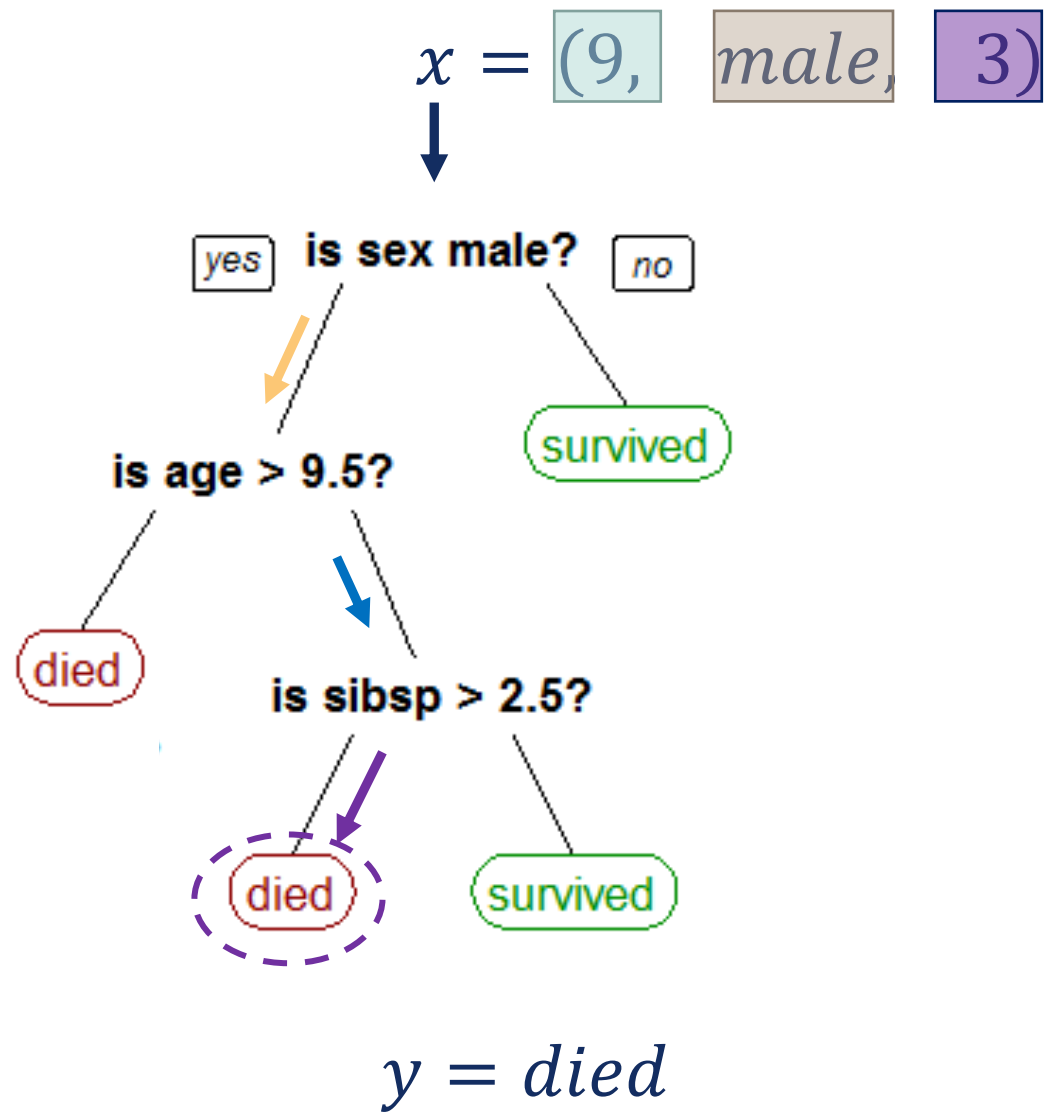 x = (9, male, 3)
yes is sex male? no
survived
is age > 9.5?
died
is sibsp > 2.5?
died survived
y = died